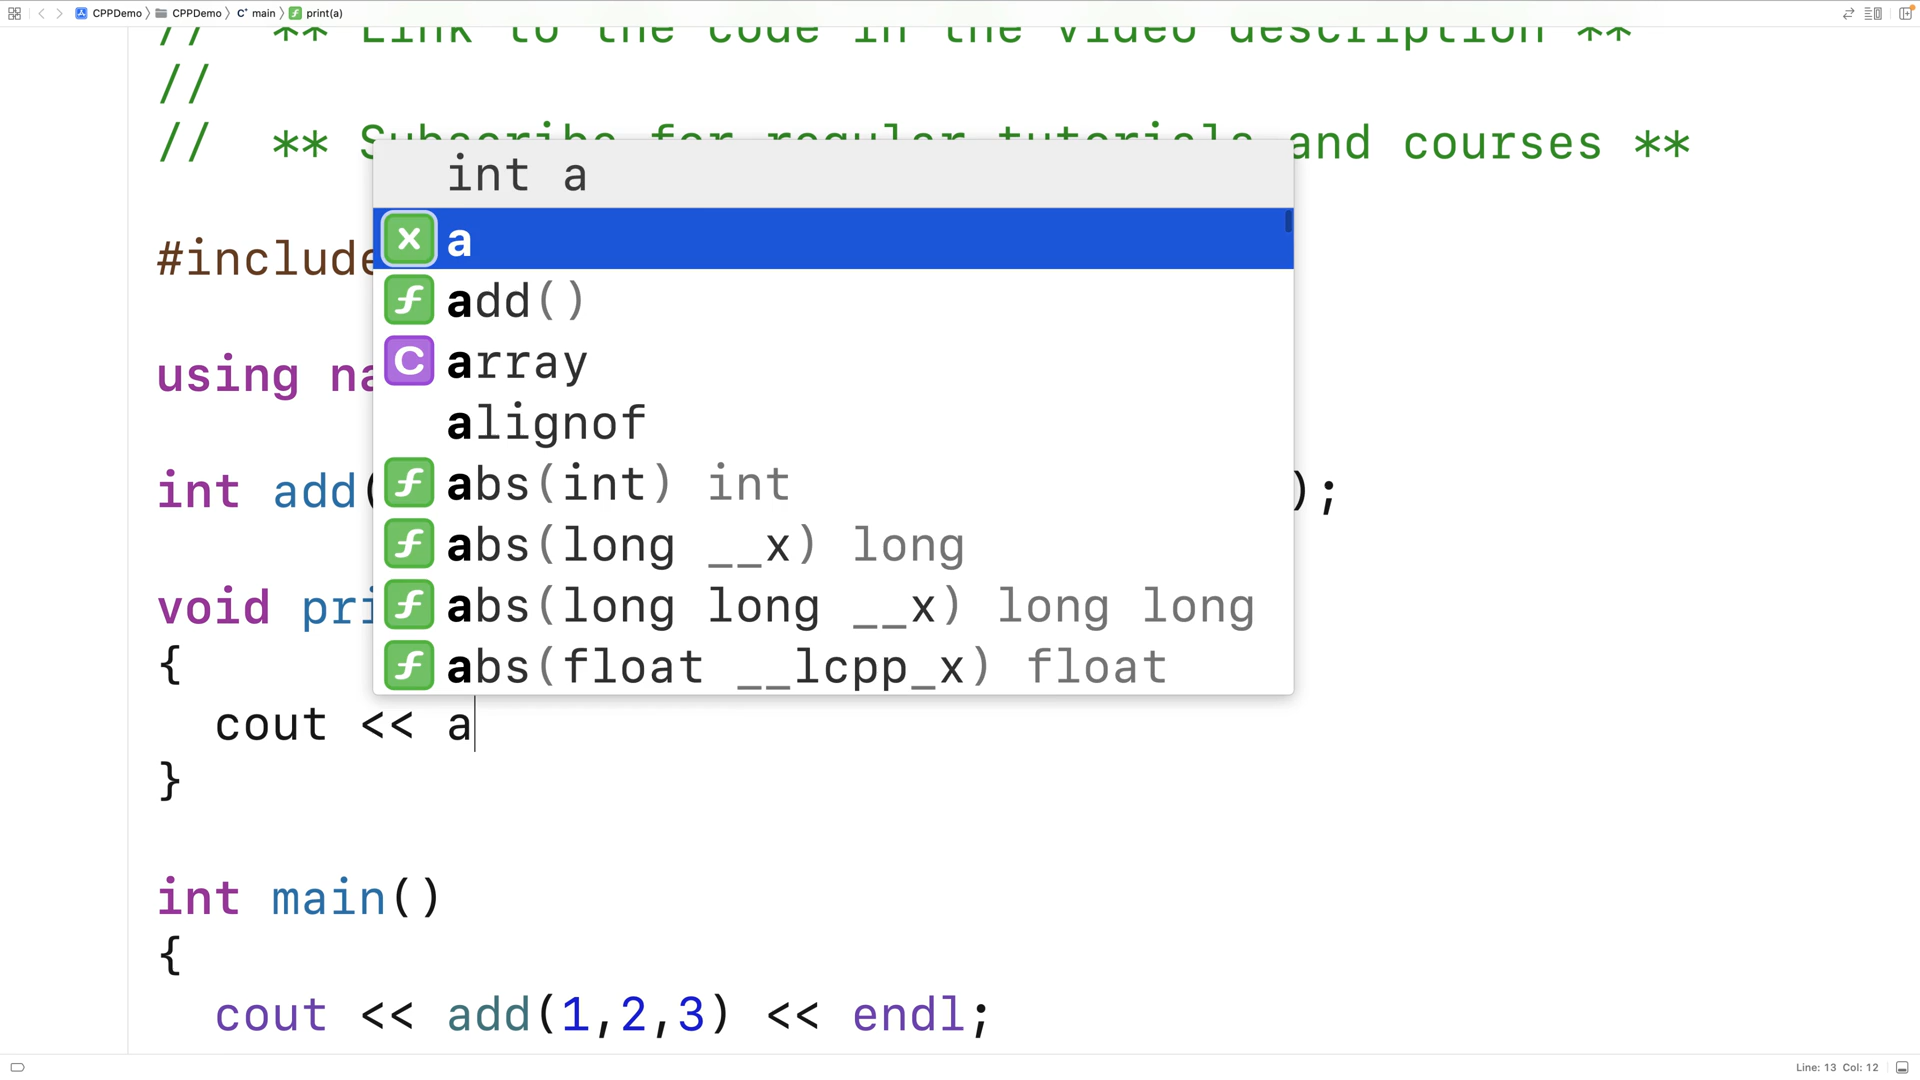 CPPDemo CPPDemo main print(a)
// ** Link to the code in the video description **
//
// ** Subscribe for regular tutorials and courses **
int a
#include
a
add()
array
using na
alignof
int add( );
abs(int) int
abs(long __x) long
void pri
abs(long long __x) long long
{
abs(float __lcpp_x) float
cout << a
}
int main()
{
cout << add(1,2,3) << endl;
Line: 13 Col: 12